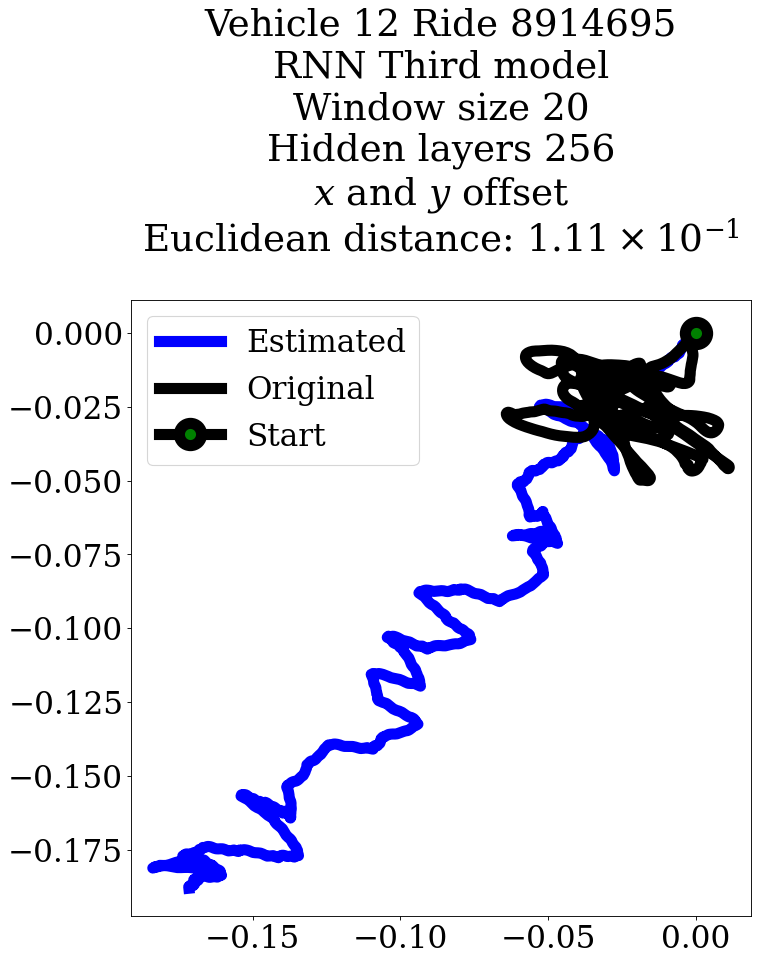 Vehicle 12 Ride 8914695
RNN Third model
Window size 20
Hidden layers 256
x and y offset
Euclidean distance: 1.11 × 10⁻¹
Estimated
Original
Start
0.000
−0.025
−0.050
−0.075
−0.100
−0.125
−0.150
−0.175
−0.15 −0.10 −0.05 0.00